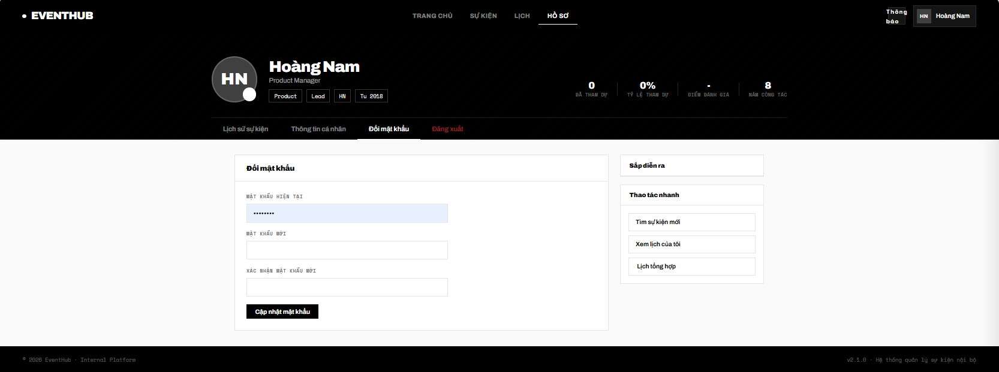 EVENTHUB
TRANG CHỦ
SỰ KIỆN
LỊCH
HỒ SƠ
Thông báo
HN
Hoàng Nam
HN
Hoàng Nam
Product Manager
Product
Lead
HN
Tu 2018
0
ĐÃ THAM DỰ
0%
TỶ LỆ THAM DỰ
-
ĐIỂM ĐÁNH GIÁ
8
NĂM CÔNG TÁC
Lịch sử sự kiện
Thông tin cá nhân
Đổi mật khẩu
Đăng xuất
Đổi mật khẩu
MẬT KHẨU HIỆN TẠI
••••••••
MẬT KHẨU MỚI
XÁC NHẬN MẬT KHẨU MỚI
Cập nhật mật khẩu
Sắp diễn ra
Thao tác nhanh
Tìm sự kiện mới
Xem lịch của tôi
Lịch tổng hợp
© 2026 EventHub · Internal Platform
v2.1.0 · Hệ thống quản lý sự kiện nội bộ